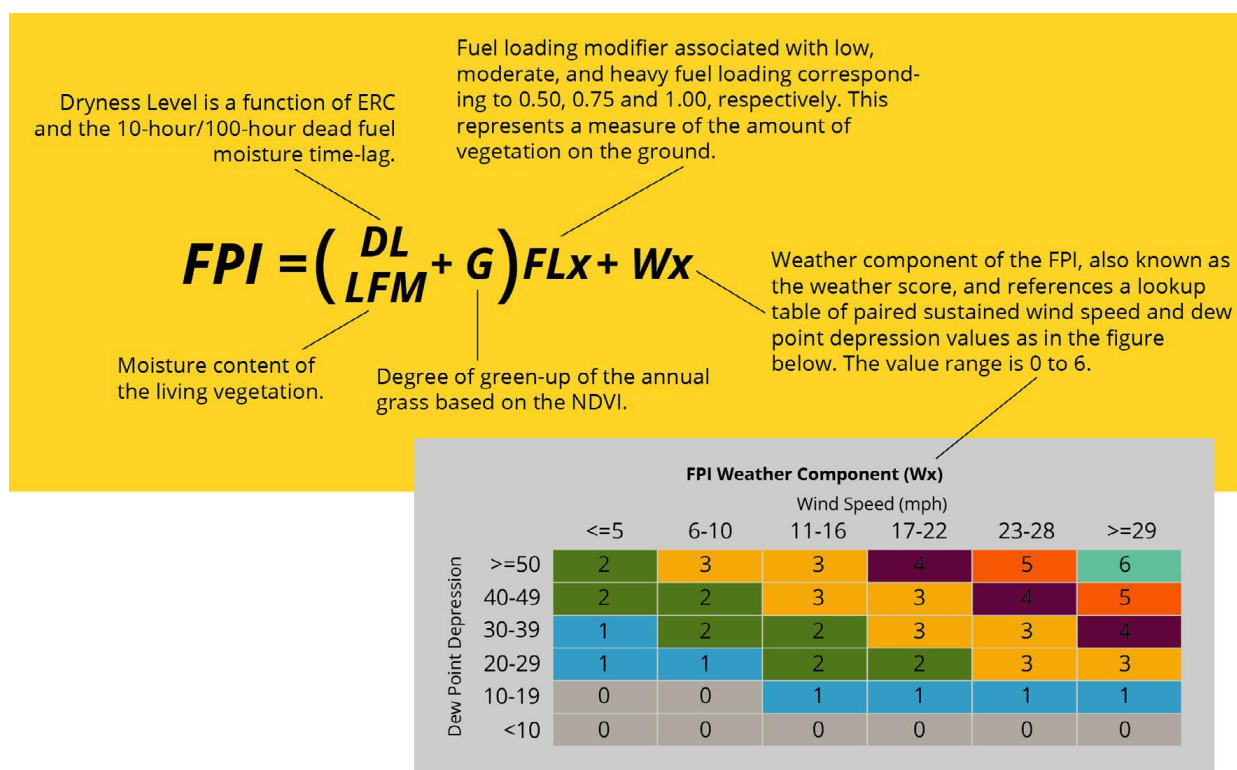 Fuel loading modifier associated with low,
moderate, and heavy fuel loading correspond-
ing to 0.50, 0.75 and 1.00, respectively. This
represents a measure of the amount of
vegetation on the ground.
Dryness Level is a function of ERC
and the 10-hour/100-hour dead fuel
moisture time-lag.
FPI = ( DL
LFM + G ) FLx + Wx
Weather component of the FPI, also known as
the weather score, and references a lookup
table of paired sustained wind speed and dew
point depression values as in the figure
below. The value range is 0 to 6.
Moisture content of
the living vegetation.
Degree of green-up of the annual
grass based on the NDVI.
FPI Weather Component (Wx)
Wind Speed (mph)
<=5 6-10 11-16 17-22 23-28 >=29
Dew Point Depression
>=50 2 3 3 4 5 6
40-49 2 2 3 3 4 5
30-39 1 2 2 3 3 4
20-29 1 1 2 2 3 3
10-19 0 0 1 1 1 1
<10 0 0 0 0 0 0